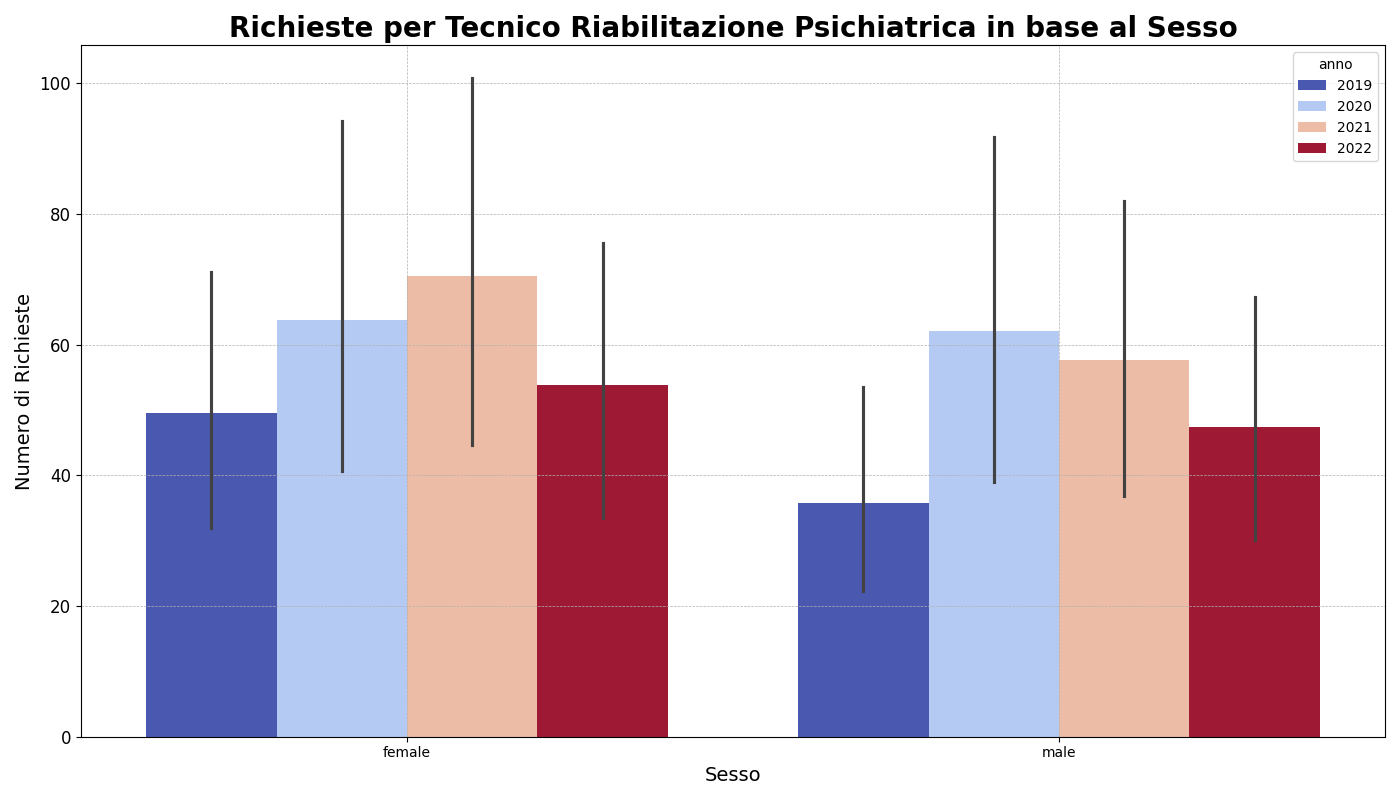 Richieste per Tecnico Riabilitazione Psichiatrica in base al Sesso
anno
2019
2020
2021
2022
100
80
60
40
20
0
Numero di Richieste
female
male
Sesso